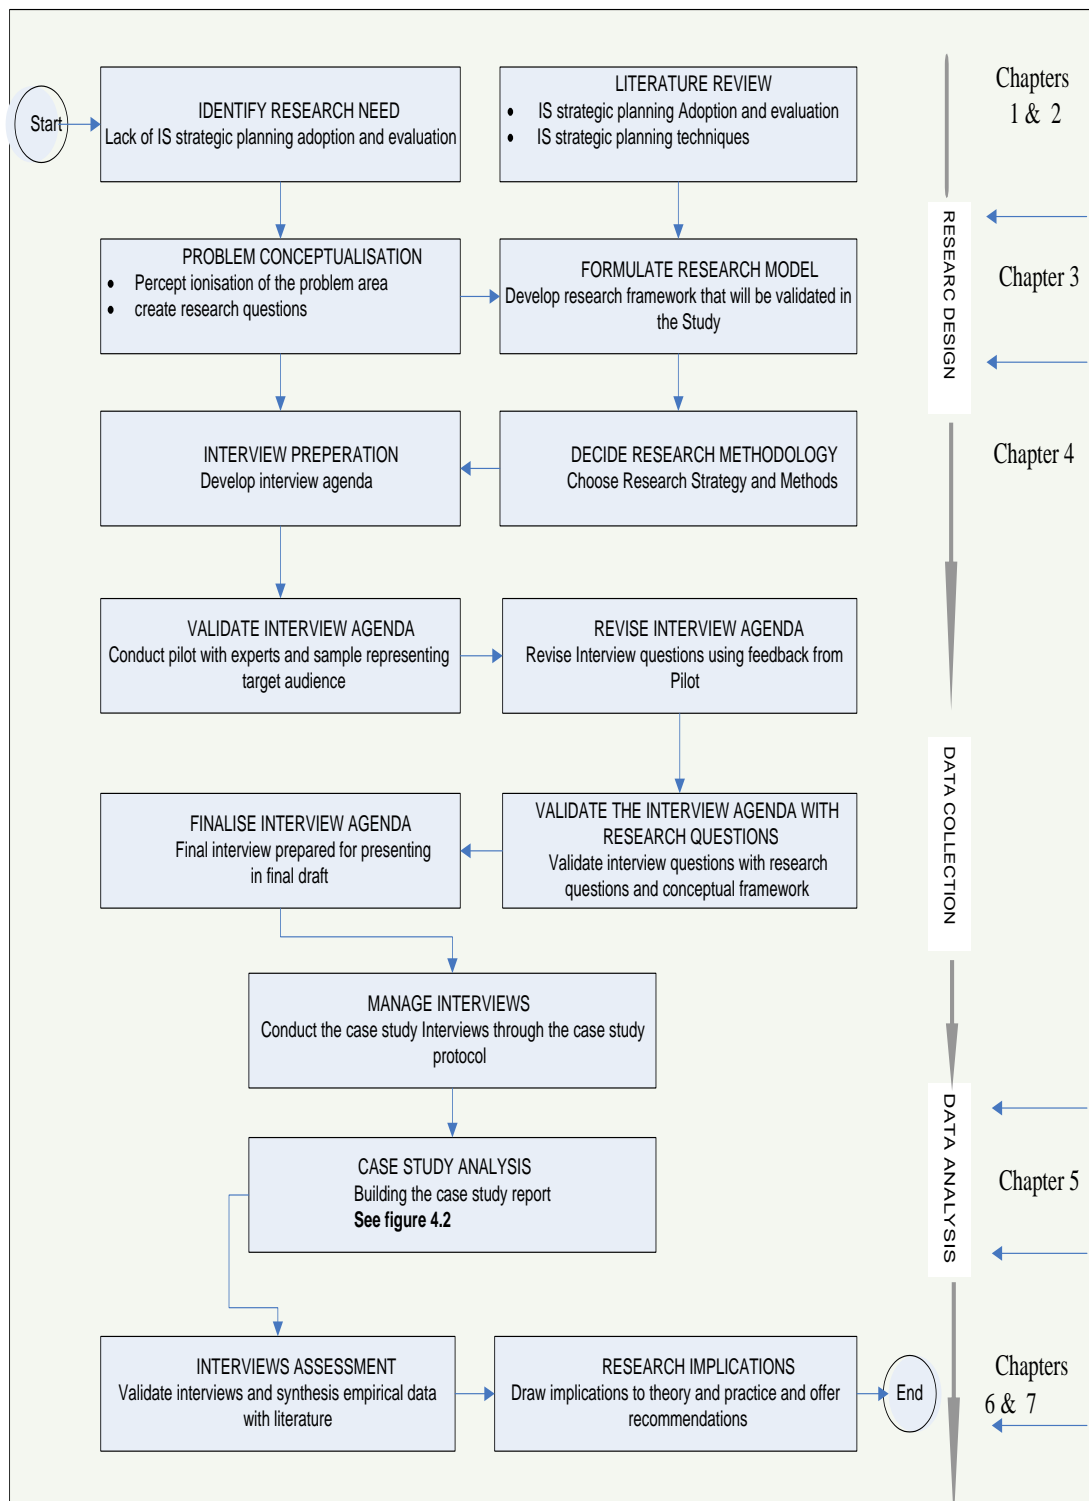 Start
IDENTIFY RESEARCH NEED
Lack of IS strategic planning adoption and evaluation
LITERATURE REVIEW
• IS strategic planning Adoption and evaluation
• IS strategic planning techniques
Chapters
1 & 2
PROBLEM CONCEPTUALISATION
• Percept ionisation of the problem area
• create research questions
FORMULATE RESEARCH MODEL
Develop research framework that will be validated in
the Study
RESEARC DESIGN
Chapter 3
INTERVIEW PREPERATION
Develop interview agenda
DECIDE RESEARCH METHODOLOGY
Choose Research Strategy and Methods
Chapter 4
VALIDATE INTERVIEW AGENDA
Conduct pilot with experts and sample representing
target audience
REVISE INTERVIEW AGENDA
Revise Interview questions using feedback from
Pilot
FINALISE INTERVIEW AGENDA
Final interview prepared for presenting
in final draft
VALIDATE THE INTERVIEW AGENDA WITH
RESEARCH QUESTIONS
Validate interview questions with research
questions and conceptual framework
DATA COLLECTION
MANAGE INTERVIEWS
Conduct the case study Interviews through the case study
protocol
CASE STUDY ANALYSIS
Building the case study report
See figure 4.2
DATA ANALYSIS
Chapter 5
INTERVIEWS ASSESSMENT
Validate interviews and synthesis empirical data
with literature
RESEARCH IMPLICATIONS
Draw implications to theory and practice and offer
recommendations
End
Chapters
6 & 7